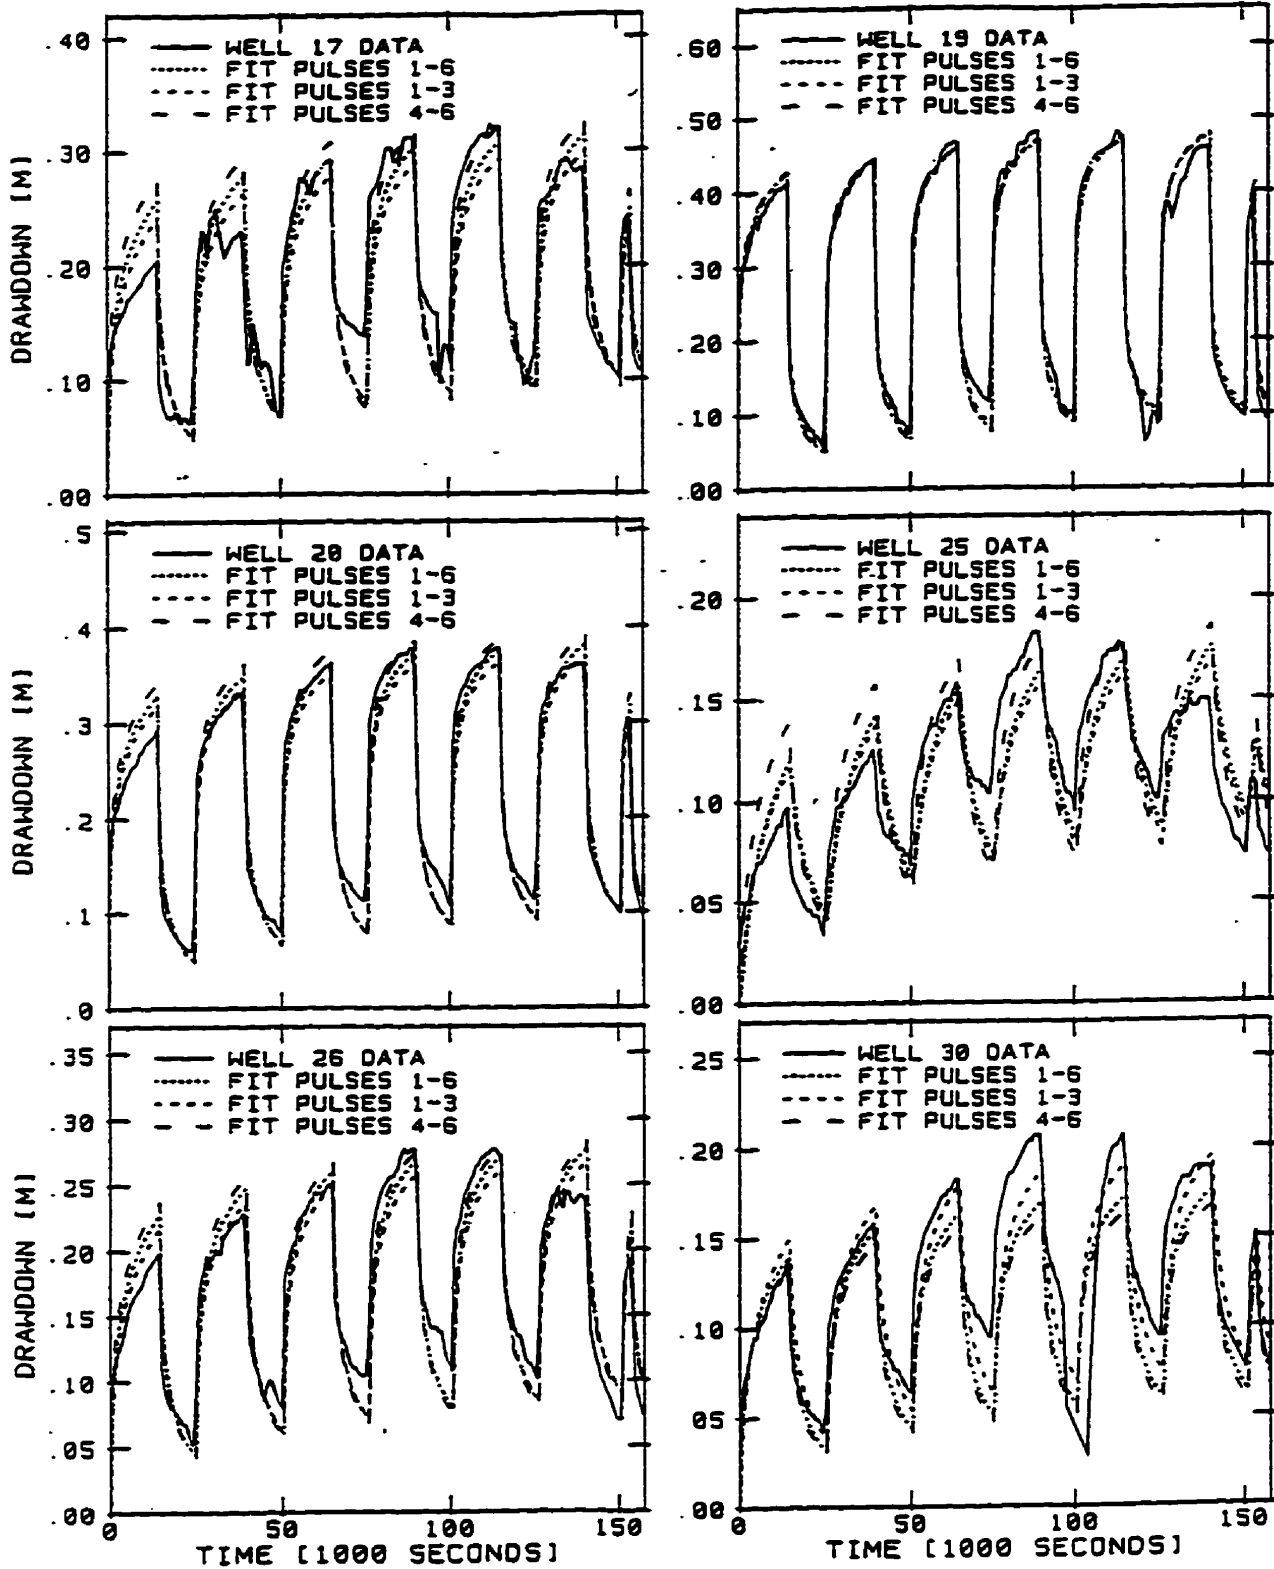 .40
WELL 17 DATA
FIT PULSES 1-6
FIT PULSES 1-3
FIT PULSES 4-6
.30
.20
.10
.00
DRAWDOWN [M]
.60
WELL 19 DATA
FIT PULSES 1-6
FIT PULSES 1-3
FIT PULSES 4-6
.50
.40
.30
.20
.10
.00
.5
WELL 20 DATA
FIT PULSES 1-6
FIT PULSES 1-3
FIT PULSES 4-6
.4
.3
.2
.1
.0
DRAWDOWN [M]
WELL 25 DATA
FIT PULSES 1-6
FIT PULSES 1-3
FIT PULSES 4-6
.20
.15
.10
.05
.00
.35
WELL 26 DATA
FIT PULSES 1-6
FIT PULSES 1-3
FIT PULSES 4-6
.30
.25
.20
.15
.10
.05
.00
DRAWDOWN [M]
0 50 100 150
TIME [1000 SECONDS]
.25
WELL 30 DATA
FIT PULSES 1-6
FIT PULSES 1-3
FIT PULSES 4-6
.20
.15
.10
.05
.00
0 50 100 150
TIME [1000 SECONDS]